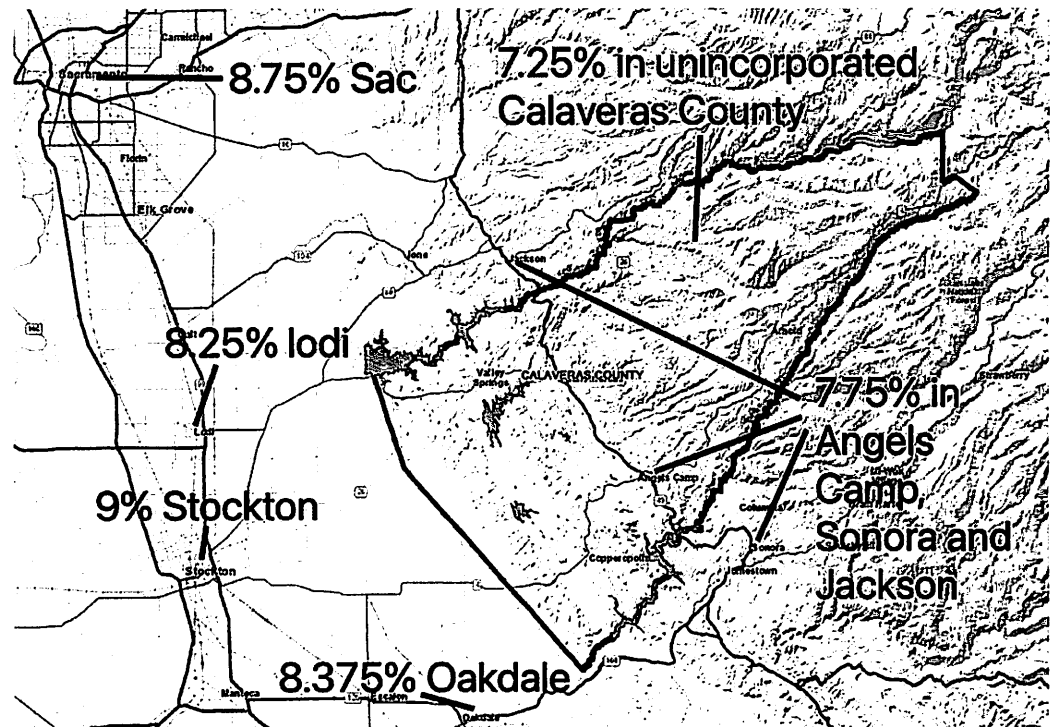 Carmichael
Sacramento
Rancho
8.75% Sac
7.25% in unincorporated
Calaveras County
Florin
Elk Grove
Ione
Jackson
8.25% lodi
Valley
Springs
CALAVERAS COUNTY
Arnold
Strawberry
Lodi
7.75% in
Angels
Camp,
Sonora and
Jackson
Angels Camp
9% Stockton
Columbia
Sonora
Jamestown
Copperopolis
Stockton
8.375% Oakdale
Manteca
Escalon
Oakdale